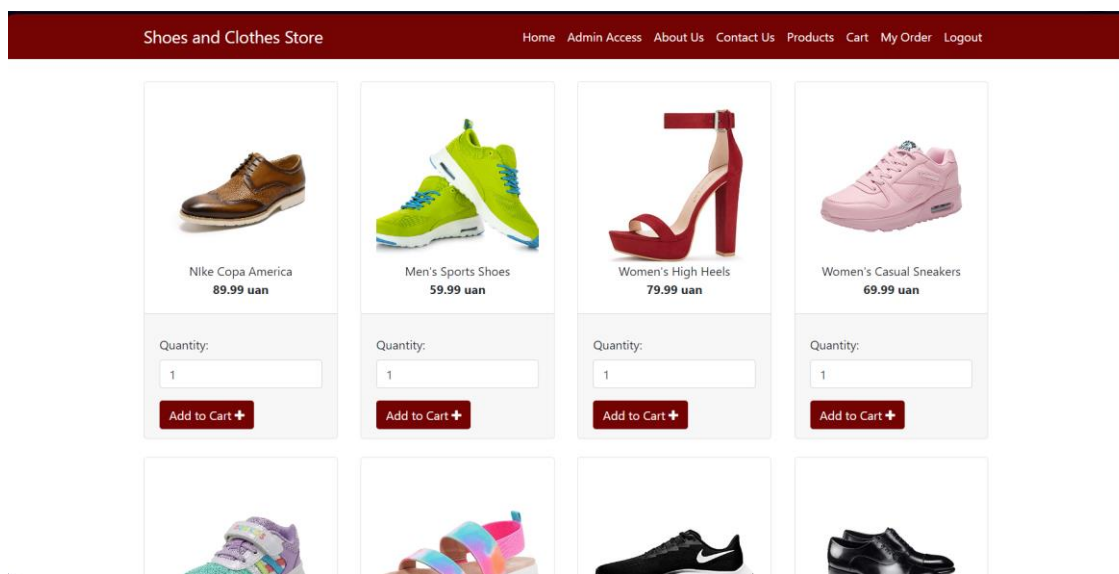 Shoes and Clothes Store
Home Admin Access About Us Contact Us Products Cart My Order Logout
NIke Copa America
89.99 uan
Quantity:
1
Add to Cart
Men's Sports Shoes
59.99 uan
Quantity:
1
Add to Cart
Women's High Heels
79.99 uan
Quantity:
1
Add to Cart
Women's Casual Sneakers
69.99 uan
Quantity:
1
Add to Cart